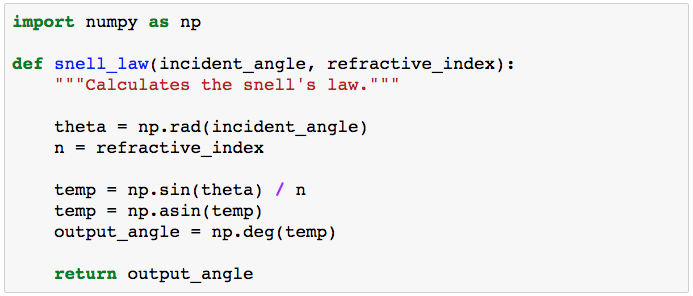 import numpy as np
def snell_law(incident_angle, refractive_index):
"""Calculates the snell's law."""
theta = np.rad(incident_angle)
n = refractive_index
temp = np.sin(theta) / n
temp = np.asin(temp)
output_angle = np.deg(temp)
return output_angle